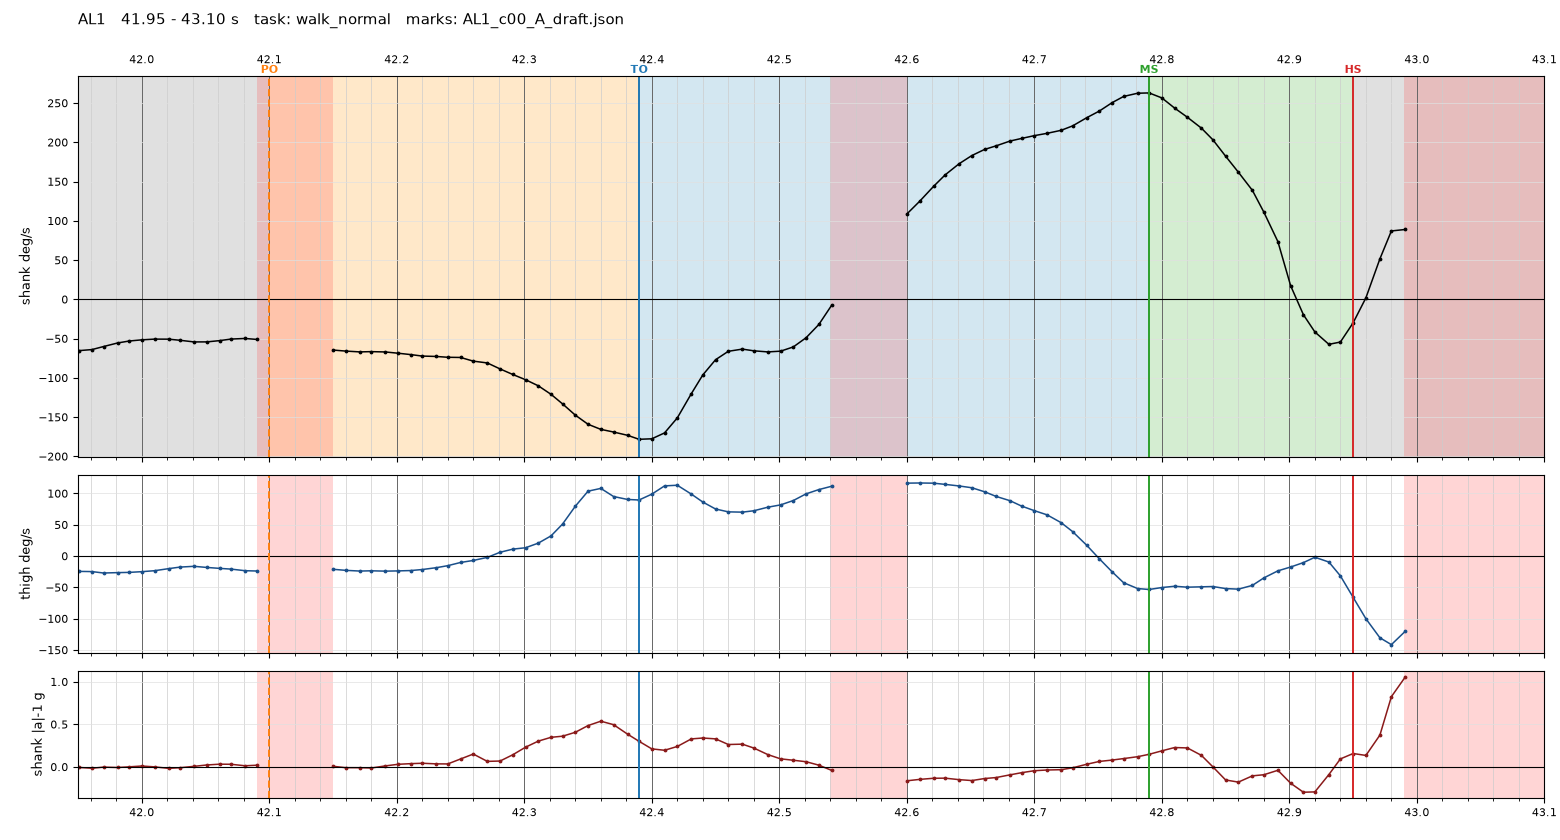 AL1   41.95 - 43.10 s   task: walk_normal   marks: AL1_c00_A_draft.json
42.0 42.1 42.2 42.3 42.4 42.5 42.6 42.7 42.8 42.9 43.0 43.1
PO TO MS HS
250
200
150
100
50
0
−50
−100
−150
−200
shank deg/s
100
50
0
−50
−100
−150
thigh deg/s
1.0
0.5
0.0
shank |a|-1 g
42.0 42.1 42.2 42.3 42.4 42.5 42.6 42.7 42.8 42.9 43.0 43.1